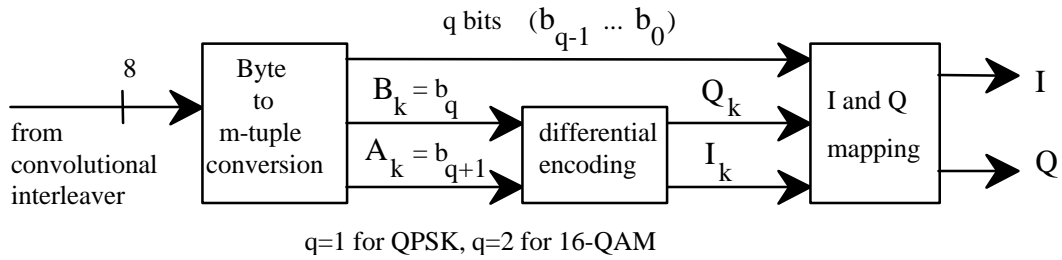 q bits (b_{q-1} ... b_0)
8
from
convolutional
interleaver
Byte
to
m-tuple
conversion
B_k = b_q
A_k = b_{q+1}
differential
encoding
Q_k
I_k
I and Q
mapping
I
Q
q=1 for QPSK, q=2 for 16-QAM